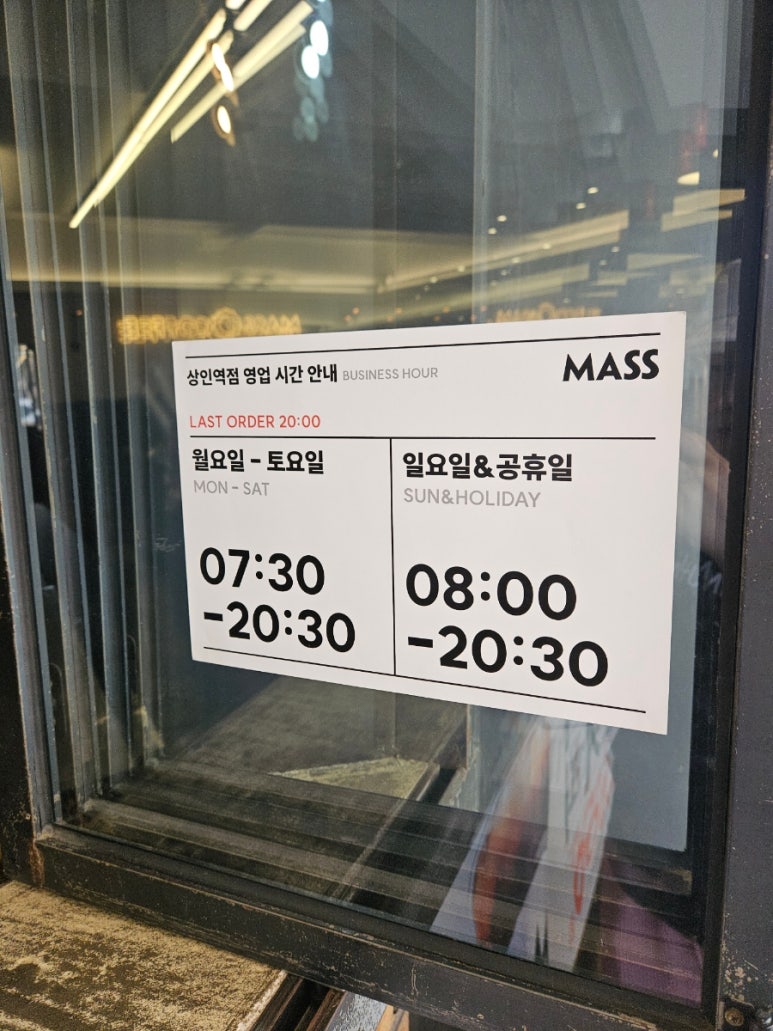 상인역점 영업 시간 안내 BUSINESS HOUR
MASS
LAST ORDER 20:00
월요일 - 토요일
MON - SAT
07:30
-20:30
일요일&공휴일
SUN&HOLIDAY
08:00
-20:30